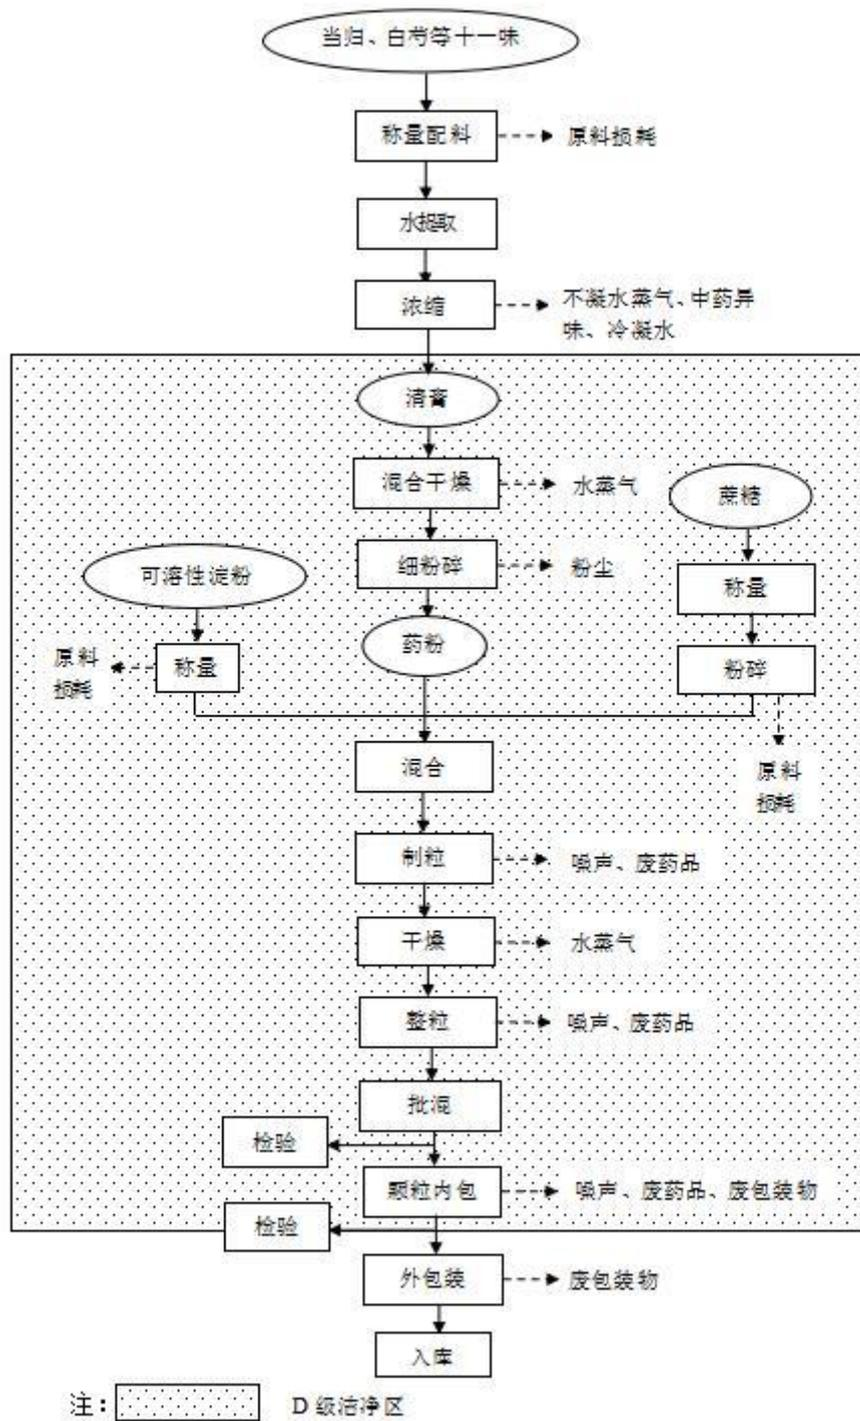 当归、白芍等十一味
称量配料
原料损耗
水提取
浓缩
不凝水蒸气、中药异
味、冷凝水
清膏
混合干燥
水蒸气
蔗糖
细粉碎
粉尘
可溶性淀粉
称量
药粉
原料
损耗
称量
粉碎
混合
原料
损耗
制粒
噪声、废药品
干燥
水蒸气
整粒
噪声、废药品
批混
检验
颗粒内包
噪声、废药品、废包装物
检验
外包装
废包装物
入库
注：
D 级洁净区